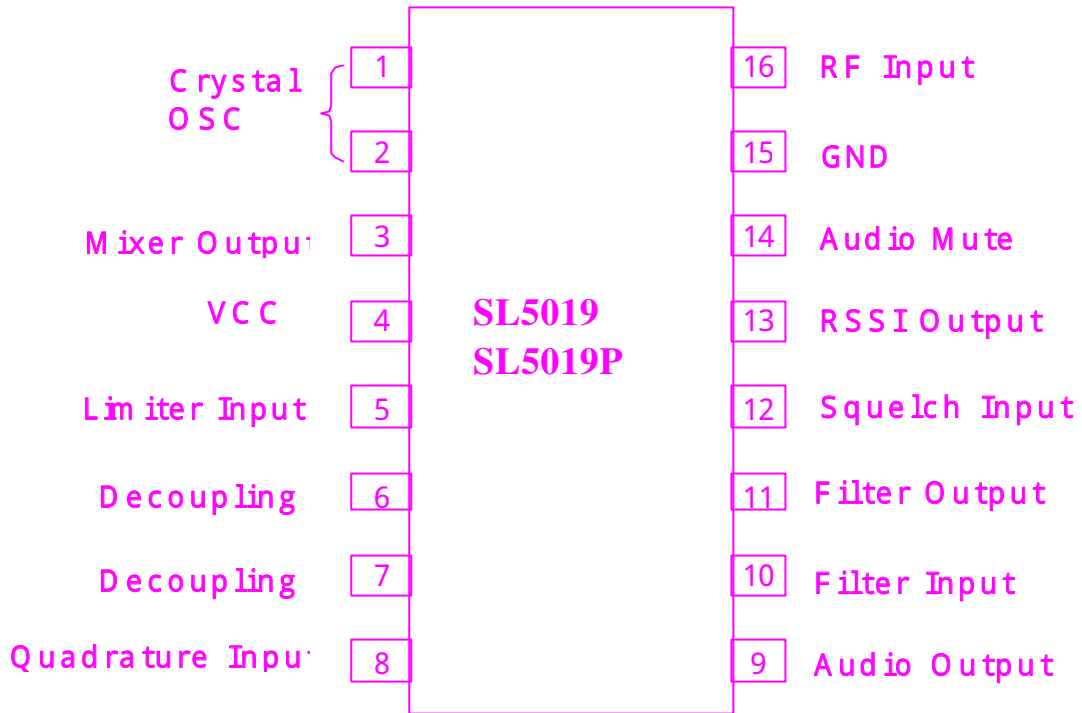 Crystal
OSC
1
2
Mixer Output
3
VCC
4
Limiter Input
5
Decoupling
6
Decoupling
7
Quadrature Input
8
SL5019
SL5019P
16
RF Input
15
GND
14
Audio Mute
13
RSSI Output
12
Squelch Input
11
Filter Output
10
Filter Input
9
Audio Output